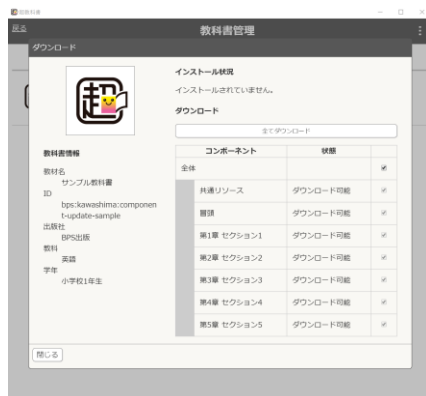 超教科書
戻る
教科書管理
ダウンロード
超
教科書情報
教材名
サンプル教科書
ID
bps:kawashima:componen
t-update-sample
出版社
BPS出版
教科
英語
学年
小学校1年生
インストール状況
インストールされていません。
ダウンロード
全てダウンロード
コンポーネント 状態
全体
共通リソース ダウンロード可能
冒頭 ダウンロード可能
第1章 セクション1 ダウンロード可能
第2章 セクション2 ダウンロード可能
第3章 セクション3 ダウンロード可能
第4章 セクション4 ダウンロード可能
第5章 セクション5 ダウンロード可能
閉じる